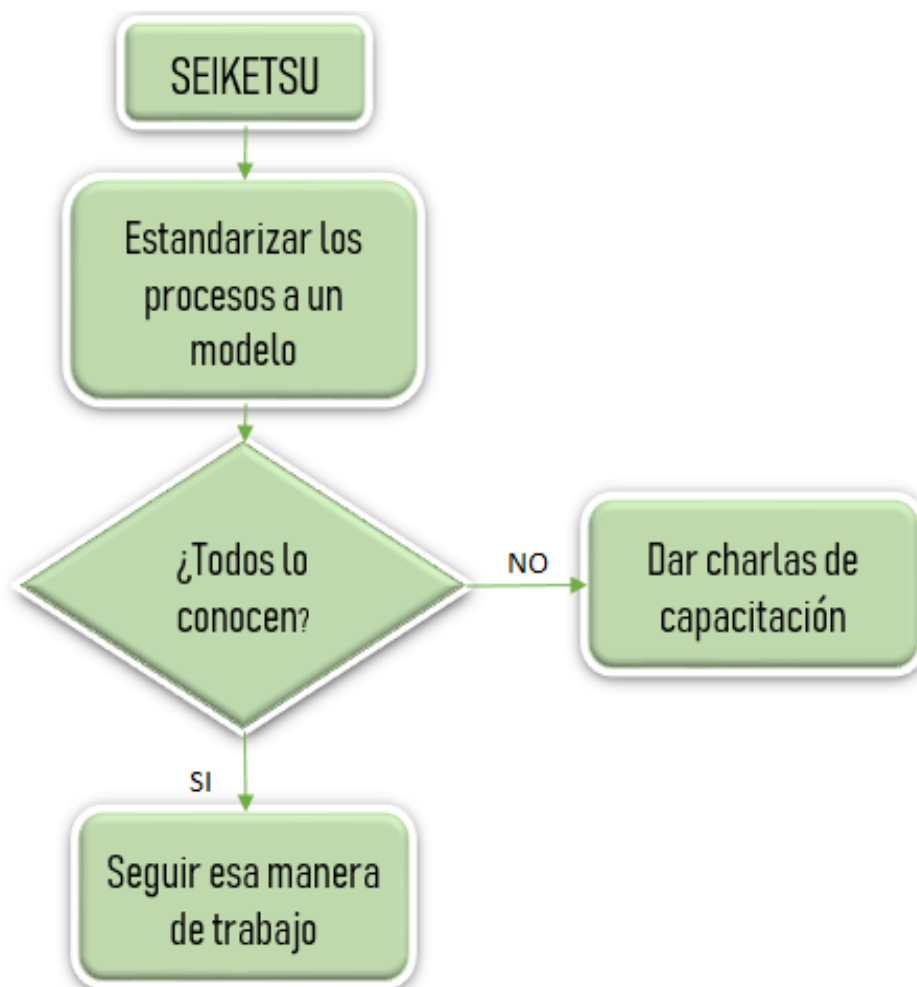 SEIKETSU
Estandarizar los
procesos a un
modelo
¿Todos lo
conocen?
NO
Dar charlas de
capacitación
SI
Seguir esa manera
de trabajo